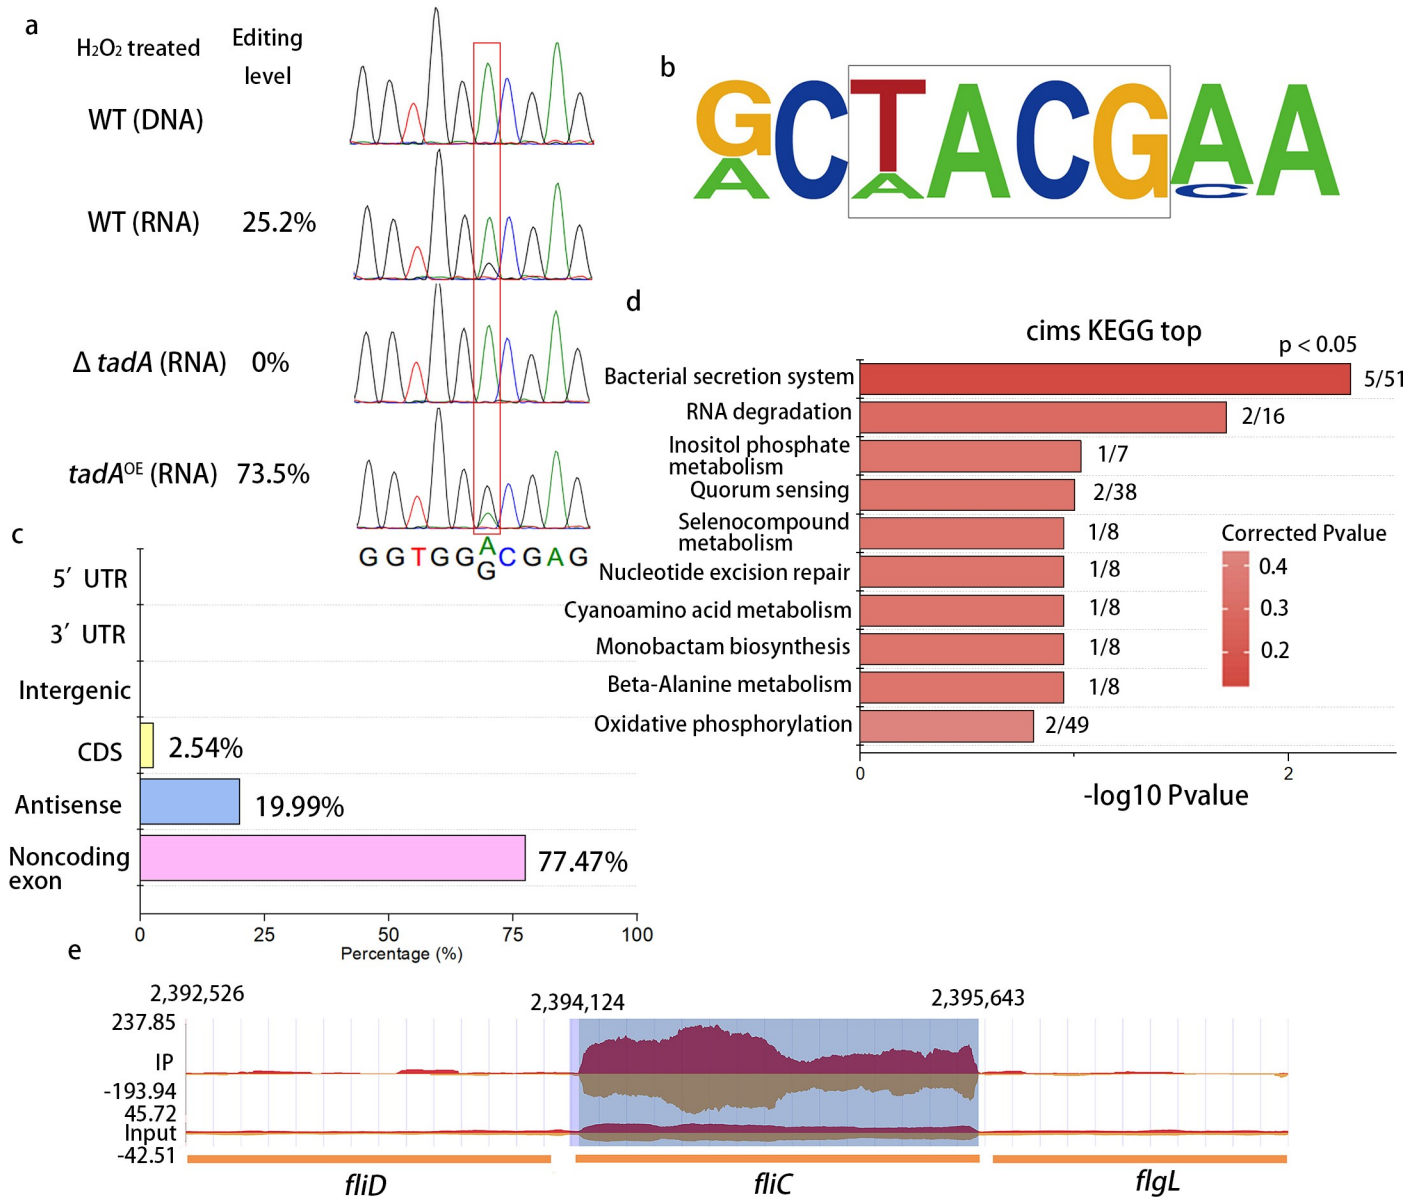 a
H₂O₂ treated
Editing
level
WT (DNA)
WT (RNA) 25.2%
Δ tadA (RNA) 0%
tadAᴼᴱ (RNA) 73.5%
A
GGTGG CGAG
G
b
G
A
CTACGAA
A
C
c
5′ UTR
3′ UTR
Intergenic
CDS 2.54%
Antisense 19.99%
Noncoding
exon
77.47%
0 25 50 75 100
Percentage (%)
d
cims KEGG top
p < 0.05
Bacterial secretion system 5/51
RNA degradation 2/16
Inositol phosphate
metabolism
1/7
Quorum sensing 2/38
Selenocompound
metabolism
1/8
Nucleotide excision repair 1/8
Cyanoamino acid metabolism 1/8
Monobactam biosynthesis 1/8
Beta-Alanine metabolism 1/8
Oxidative phosphorylation 2/49
0 2
-log10 Pvalue
Corrected Pvalue
0.4
0.3
0.2
e
2,392,526 2,394,124 2,395,643
237.85
IP
-193.94
45.72
Input
-42.51
fliD fliC flgL